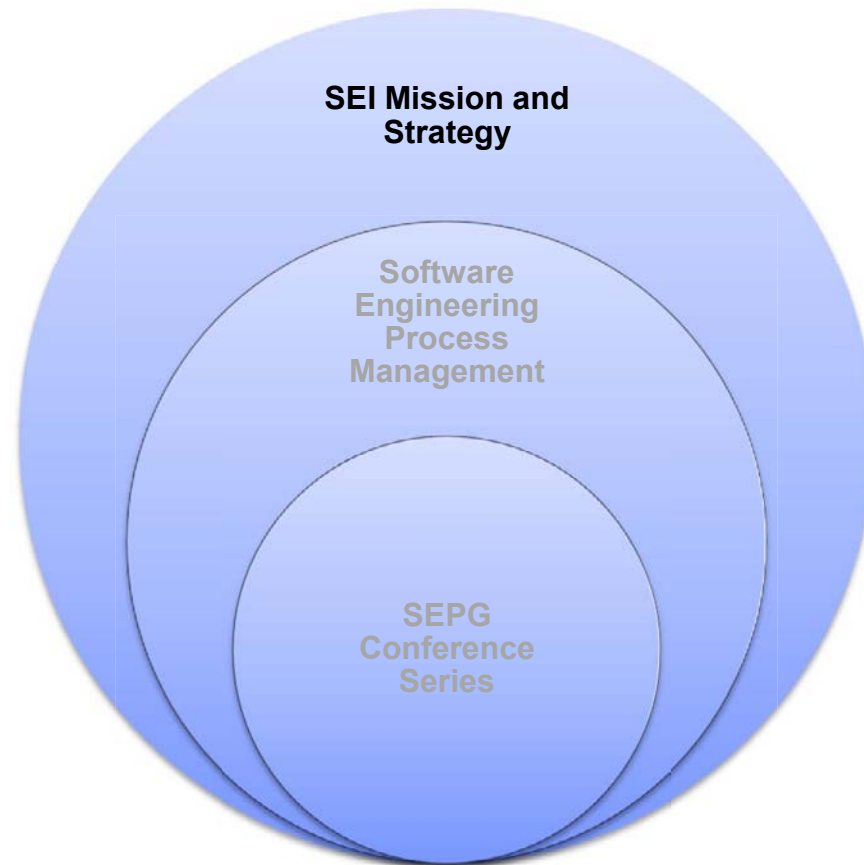 SEI Mission and
Strategy
Software
Engineering
Process
Management
SEPG
Conference
Series